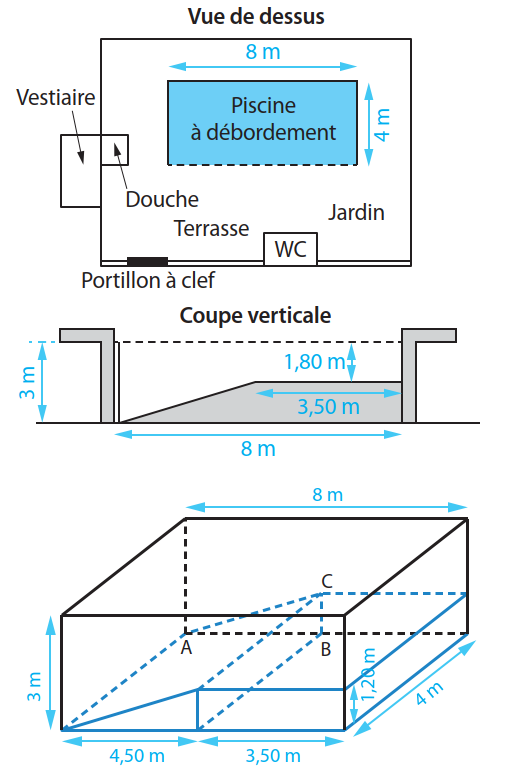 Vue de dessus
8 m
Vestiaire
Piscine
à débordement
4 m
Douche
Jardin
Terrasse
WC
Portillon à clef
Coupe verticale
1,80 m
3 m
3,50 m
8 m
8 m
C
A
B
3 m
1,20 m
4 m
4,50 m
3,50 m